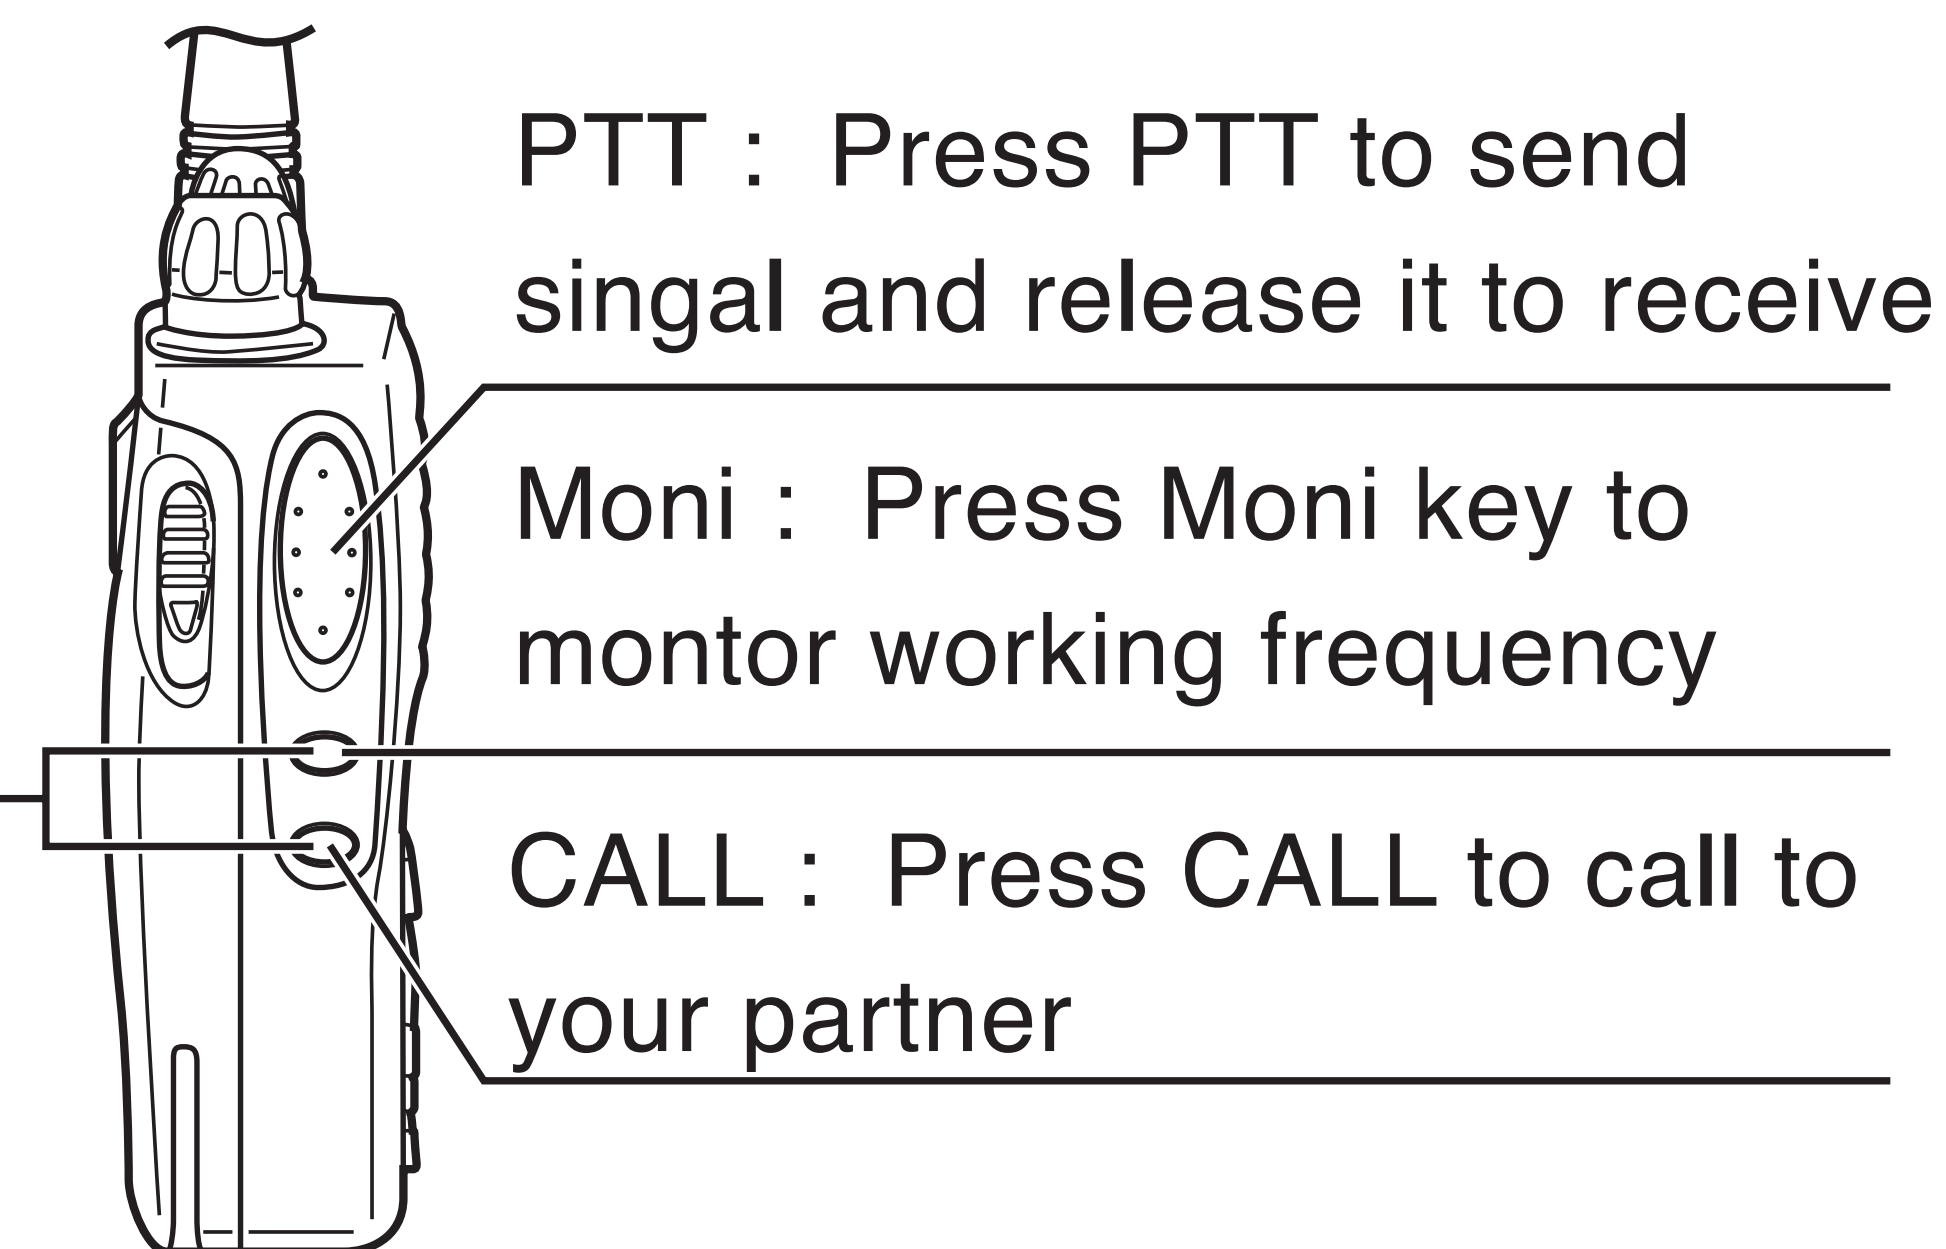 PTT : Press PTT to send
singal and release it to receive
Moni : Press Moni key to
montor working frequency
CALL : Press CALL to call to
your partner